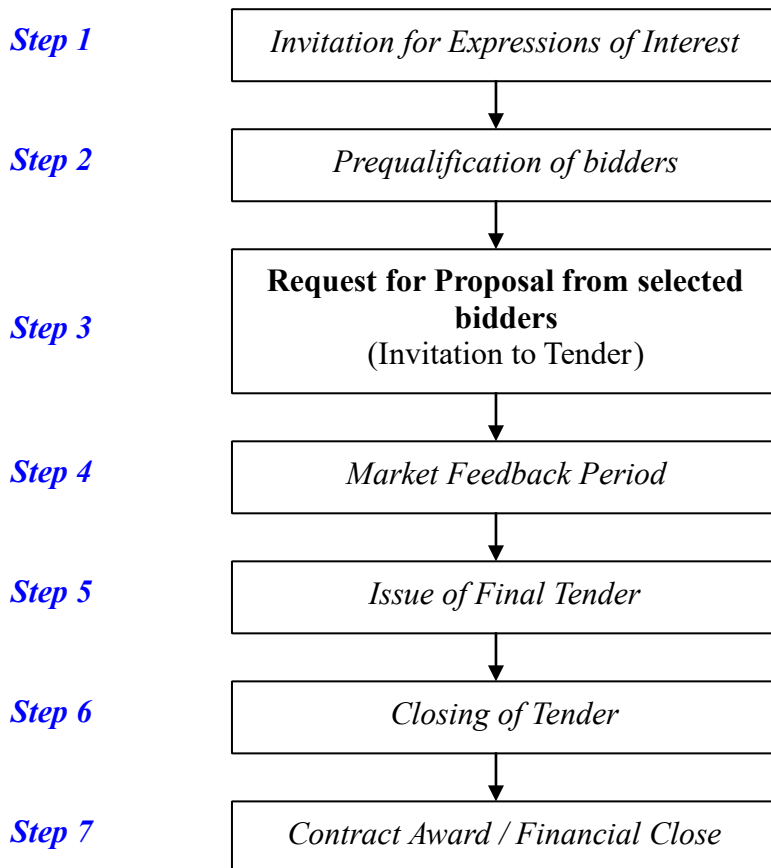 Step 1
Invitation for Expressions of Interest
Step 2
Prequalification of bidders
Step 3
Request for Proposal from selected
bidders
(Invitation to Tender)
Step 4
Market Feedback Period
Step 5
Issue of Final Tender
Step 6
Closing of Tender
Step 7
Contract Award / Financial Close